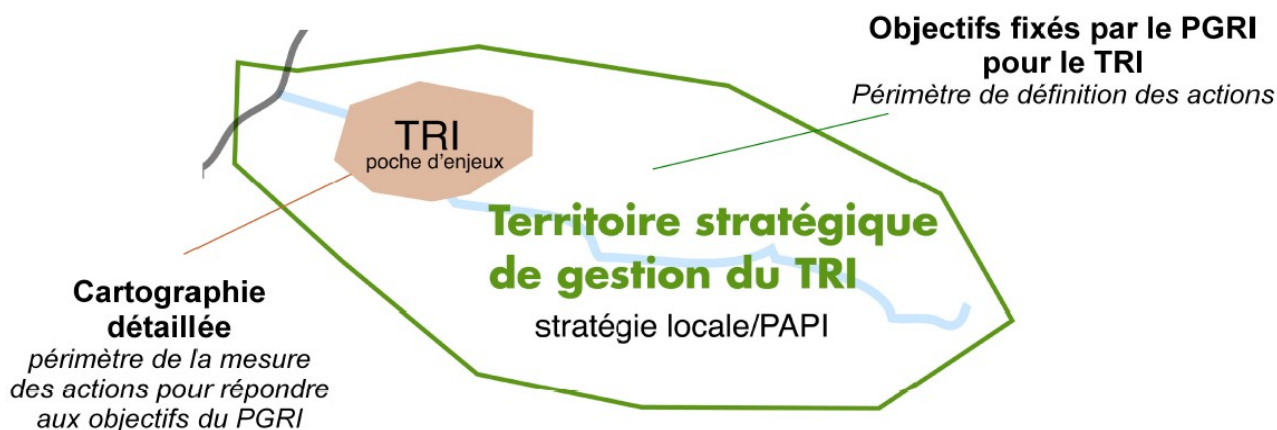 Objectifs fixés par le PGRI
pour le TRI
Périmètre de définition des actions
TRI
poche d'enjeux
Territoire stratégique
de gestion du TRI
stratégie locale/PAPI
Cartographie
détaillée
périmètre de la mesure
des actions pour répondre
aux objectifs du PGRI